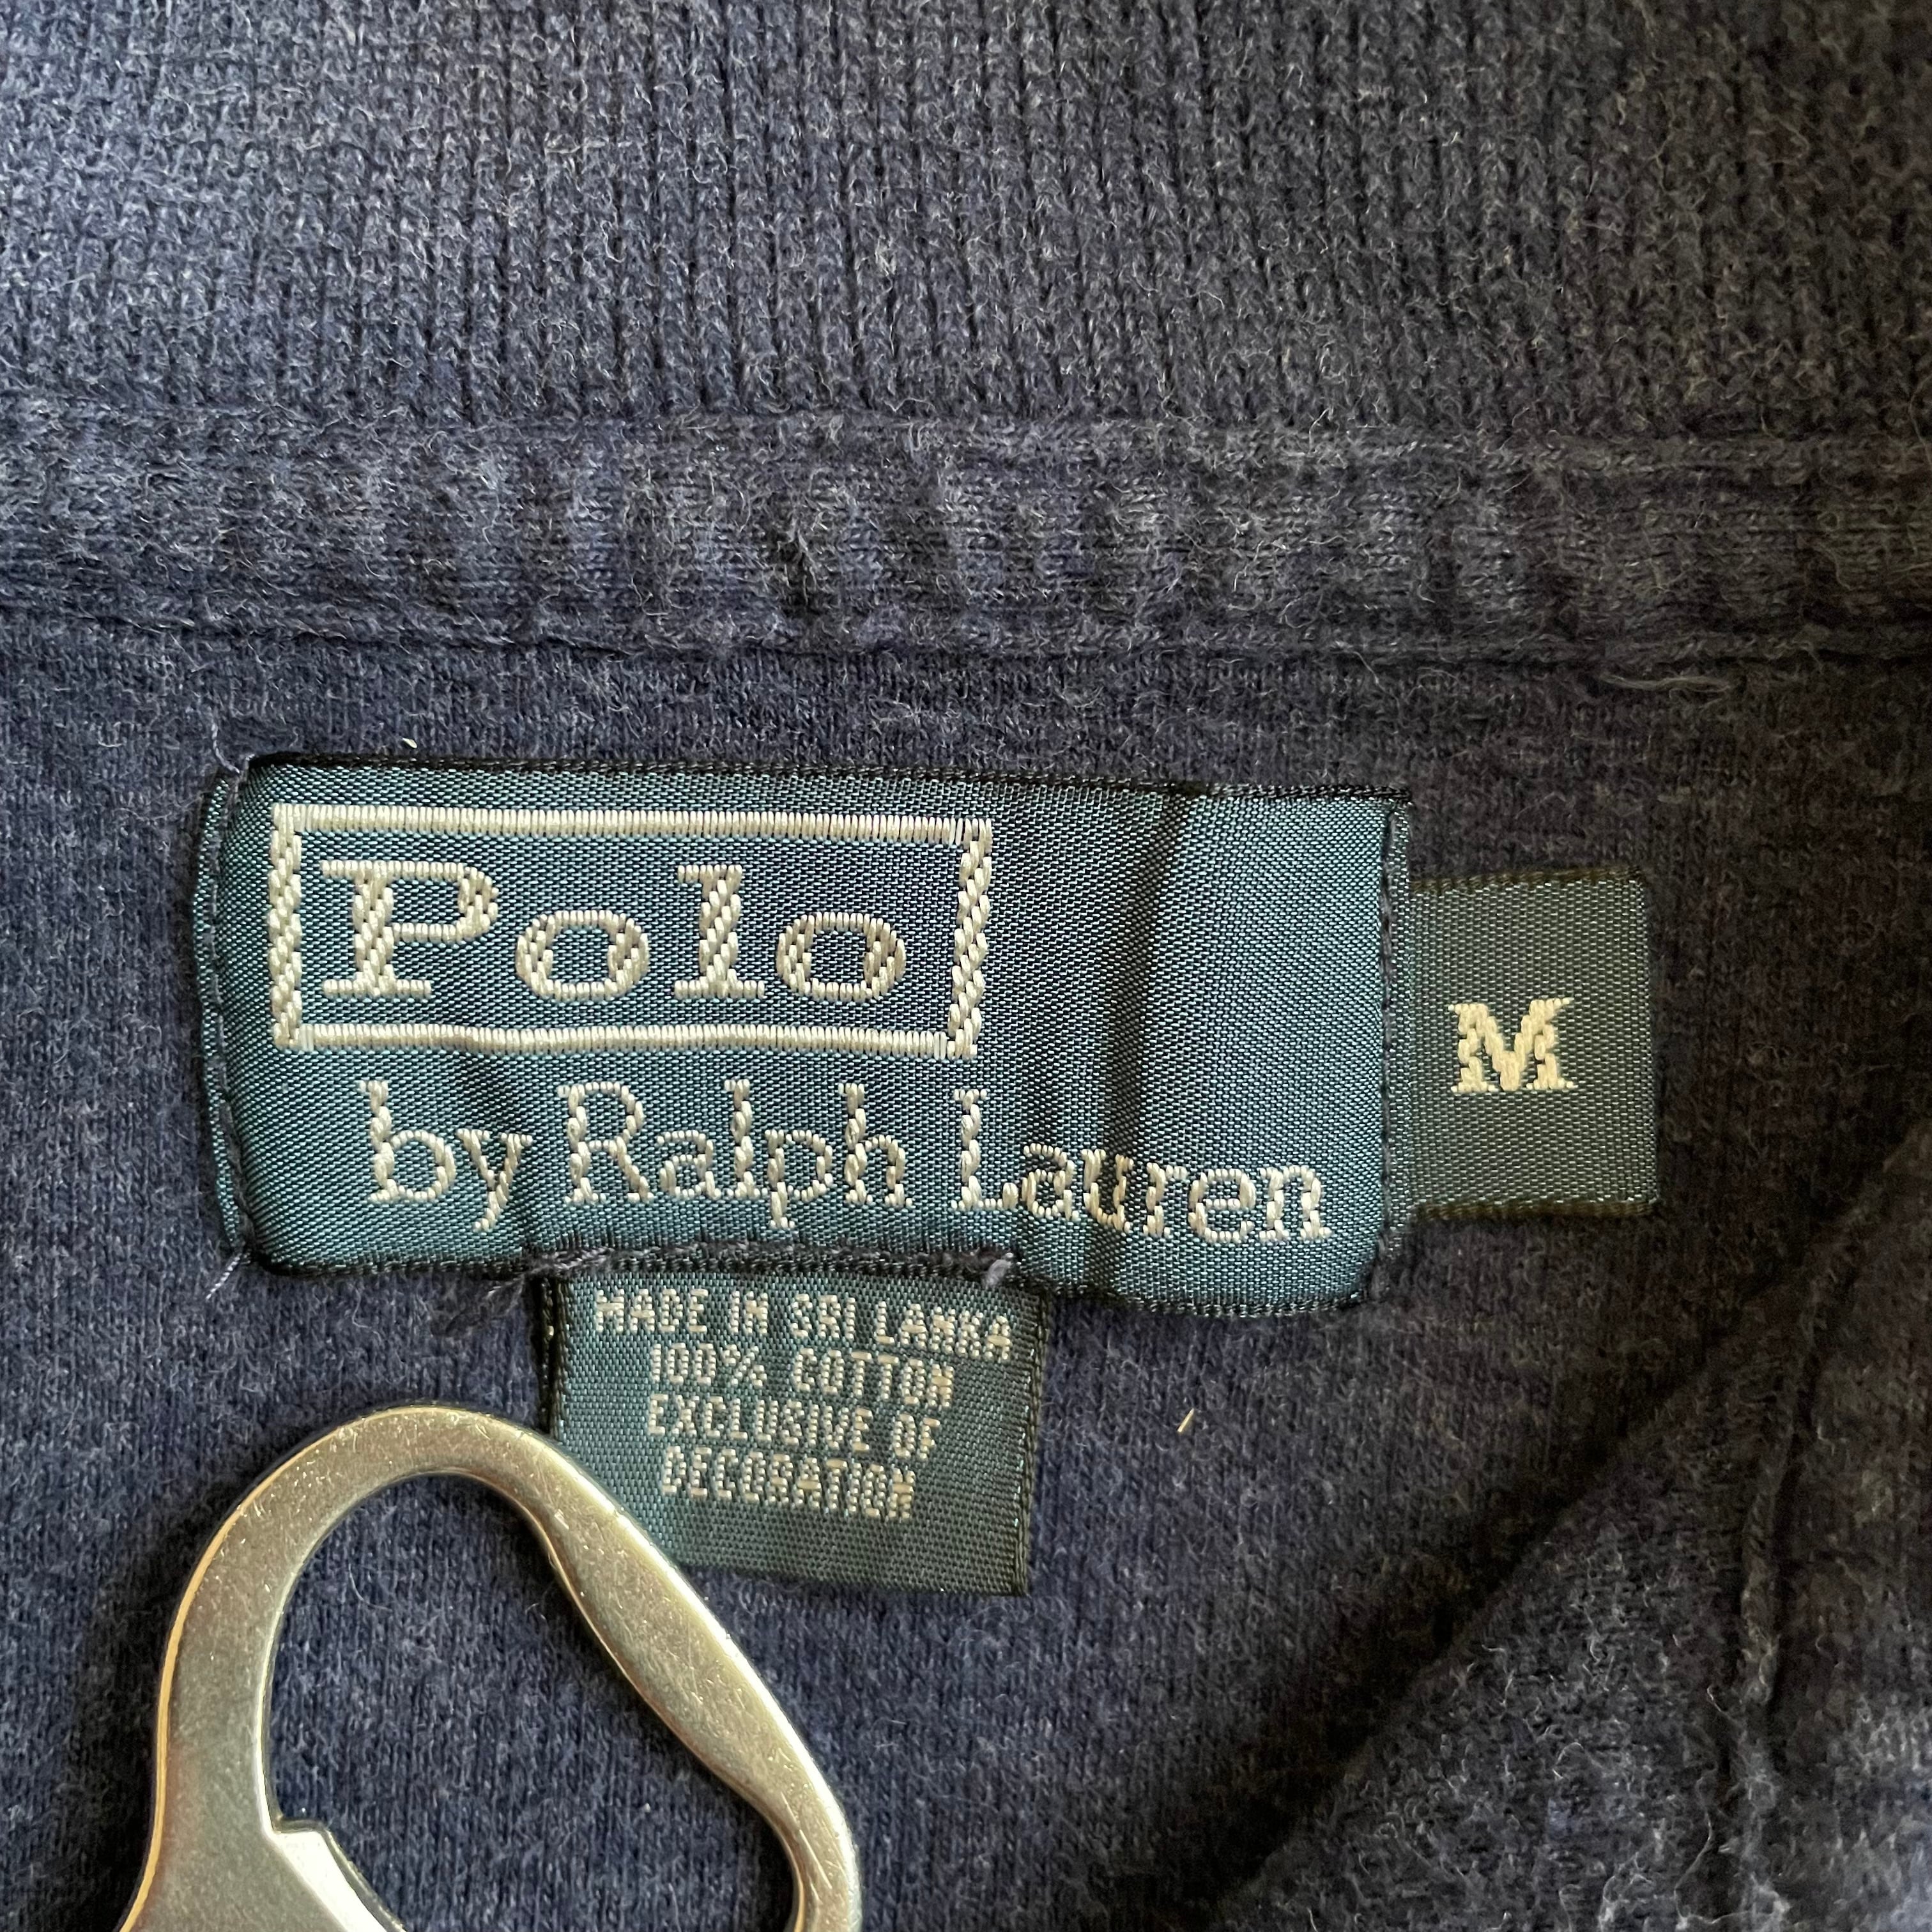 Polo
by Ralph Lauren
M
MADE IN SRI LANKA
100% COTTON
EXCLUSIVE OF
DECORATION